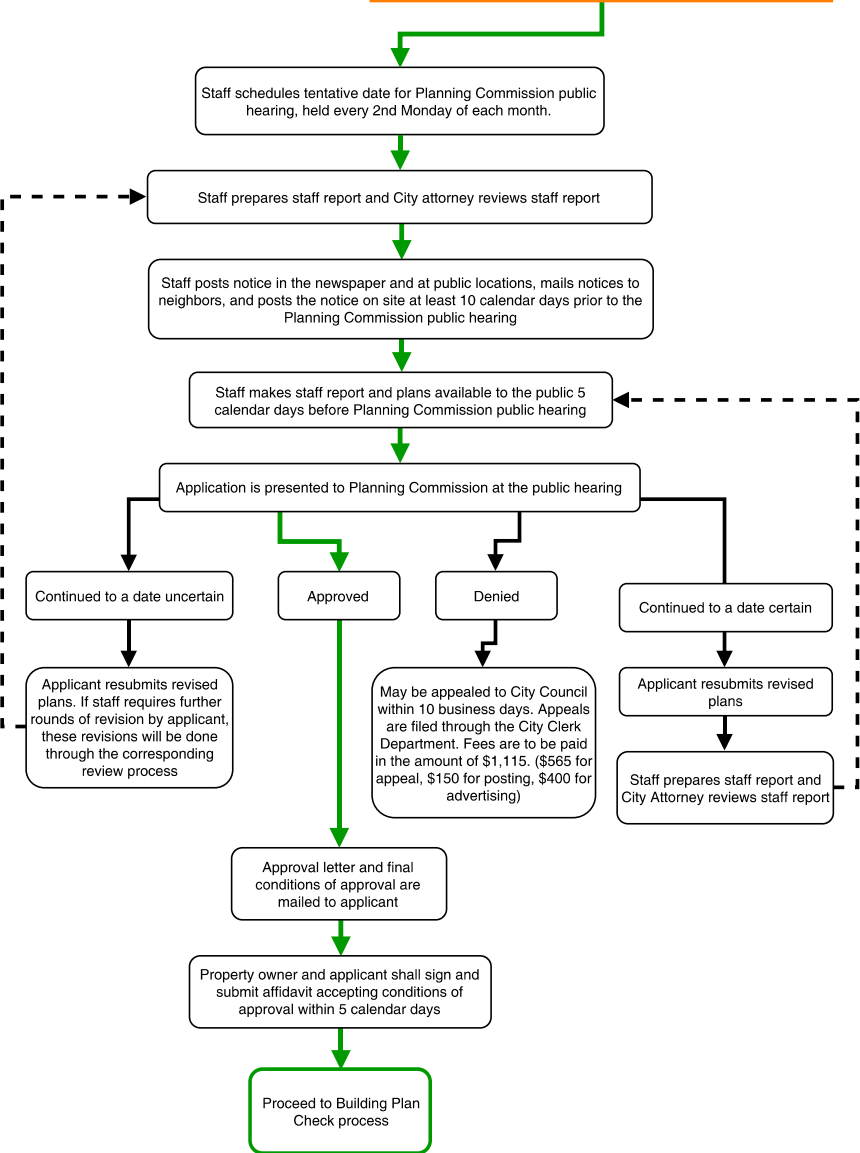 Staff schedules tentative date for Planning Commission public
hearing, held every 2nd Monday of each month.
Staff prepares staff report and City attorney reviews staff report
Staff posts notice in the newspaper and at public locations, mails notices to
neighbors, and posts the notice on site at least 10 calendar days prior to the
Planning Commission public hearing
Staff makes staff report and plans available to the public 5
calendar days before Planning Commission public hearing
Application is presented to Planning Commission at the public hearing
Continued to a date uncertain
Approved
Denied
Continued to a date certain
Applicant resubmits revised
plans. If staff requires further
rounds of revision by applicant,
these revisions will be done
through the corresponding
review process
May be appealed to City Council
within 10 business days. Appeals
are filed through the City Clerk
Department. Fees are to be paid
in the amount of $1,115. ($565 for
appeal, $150 for posting, $400 for
advertising)
Applicant resubmits revised
plans
Staff prepares staff report and
City Attorney reviews staff report
Approval letter and final
conditions of approval are
mailed to applicant
Property owner and applicant shall sign and
submit affidavit accepting conditions of
approval within 5 calendar days
Proceed to Building Plan
Check process